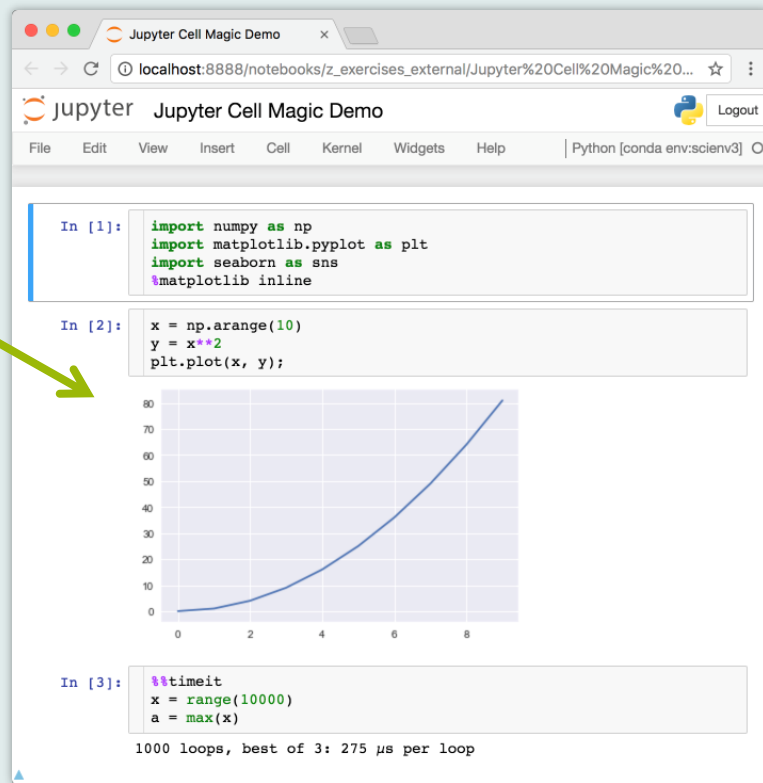 Jupyter Cell Magic Demo
localhost:8888/notebooks/z_exercises_external/Jupyter%20Cell%20Magic%20...
jupyter Jupyter Cell Magic Demo Logout
File Edit View Insert Cell Kernel Widgets Help Python [conda env:scienv3]
In [1]: import numpy as np
import matplotlib.pyplot as plt
import seaborn as sns
%matplotlib inline
In [2]: x = np.arange(10)
y = x**2
plt.plot(x, y);
80
70
60
50
40
30
20
10
0
0 2 4 6 8
In [3]: %%timeit
x = range(10000)
a = max(x)
1000 loops, best of 3: 275 µs per loop